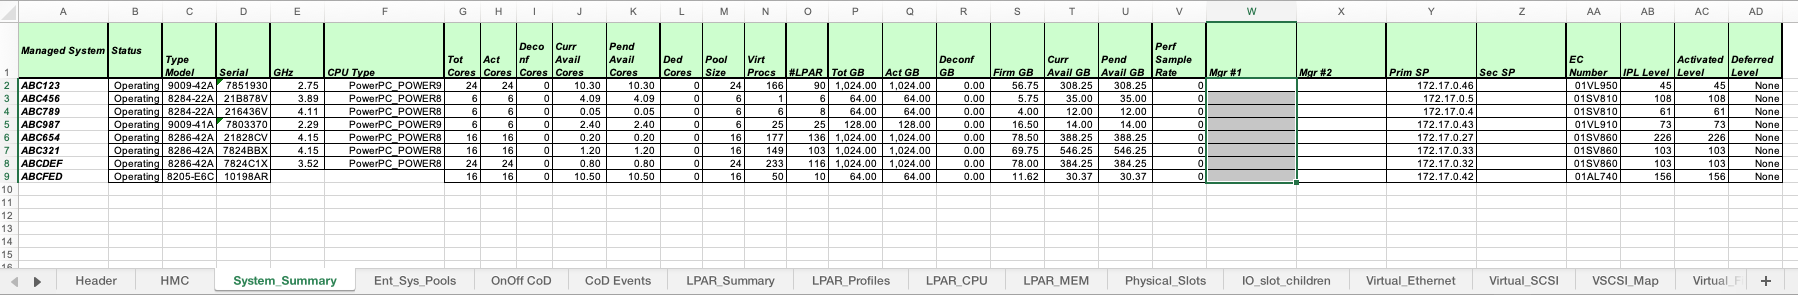 A B C D E F G H I J K L M N O P Q R S T U V W X Y Z AA AB AC AD
1 Managed System Status Type Model Serial GHz CPU Type Tot Cores Act Cores Deco nf Cores Curr Avail Cores Pend Avail Cores Ded Cores Pool Size Virt Procs #LPAR Tot GB Act GB Deconf GB Firm GB Curr Avail GB Pend Avail GB Perf Sample Rate Mgr #1 Mgr #2 Prim SP Sec SP EC Number IPL Level Activated Level Deferred Level
2 ABC123 Operating 9009-42A 7851930 2.75 PowerPC_POWER9 24 24 0 10.30 10.30 0 24 166 90 1,024.00 1,024.00 0.00 56.75 308.25 308.25 0 172.17.0.46 01VL950 45 45 None
3 ABC456 Operating 8284-22A 21B878V 3.89 PowerPC_POWER8 6 6 0 4.09 4.09 0 6 1 6 64.00 64.00 0.00 5.75 35.00 35.00 0 172.17.0.5 01SV810 108 108 None
4 ABC789 Operating 8284-22A 216436V 4.11 PowerPC_POWER8 6 6 0 0.05 0.05 0 6 6 8 64.00 64.00 0.00 4.00 12.00 12.00 0 172.17.0.4 01SV810 61 61 None
5 ABC987 Operating 9009-41A 7803370 2.29 PowerPC_POWER9 6 6 0 2.40 2.40 0 6 25 25 128.00 128.00 0.00 16.50 14.00 14.00 0 172.17.0.43 01VL910 73 73 None
6 ABC654 Operating 8286-42A 21828CV 4.15 PowerPC_POWER8 16 16 0 0.20 0.20 0 16 177 136 1,024.00 1,024.00 0.00 78.50 388.25 388.25 0 172.17.0.27 01SV860 226 226 None
7 ABC321 Operating 8286-42A 7824BBX 4.15 PowerPC_POWER8 16 16 0 1.20 1.20 0 16 149 103 1,024.00 1,024.00 0.00 69.75 546.25 546.25 0 172.17.0.33 01SV860 103 103 None
8 ABCDEF Operating 8286-42A 7824C1X 3.52 PowerPC_POWER8 24 24 0 0.80 0.80 0 24 233 116 1,024.00 1,024.00 0.00 78.00 384.25 384.25 0 172.17.0.32 01SV860 103 103 None
9 ABCFED Operating 8205-E6C 10198AR 16 16 0 10.50 10.50 0 16 50 10 64.00 64.00 0.00 11.62 30.37 30.37 0 172.17.0.42 01AL740 156 156 None
10
11
12
13
14
15
16
Header HMC System_Summary Ent_Sys_Pools OnOff CoD CoD Events LPAR_Summary LPAR_Profiles LPAR_CPU LPAR_MEM Physical_Slots IO_slot_children Virtual_Ethernet Virtual_SCSI VSCSI_Map Virtual_F +